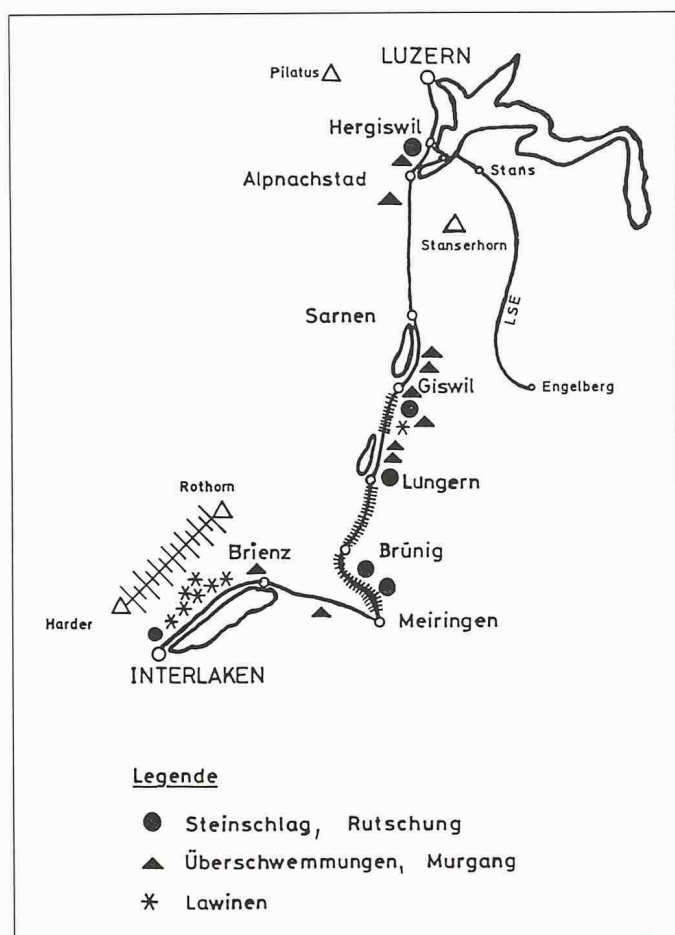 LUZERN
Pilatus
Hergiswil
Stans
Alpnachstad
Stanserhorn
LSE
Sarnen
Giswil
Engelberg
Lungern
Rothorn
Brünig
Brienz
Harder
Meiringen
INTERLAKEN
Legende
Steinschlag, Rutschung
Überschwemmungen, Murgang
Lawinen